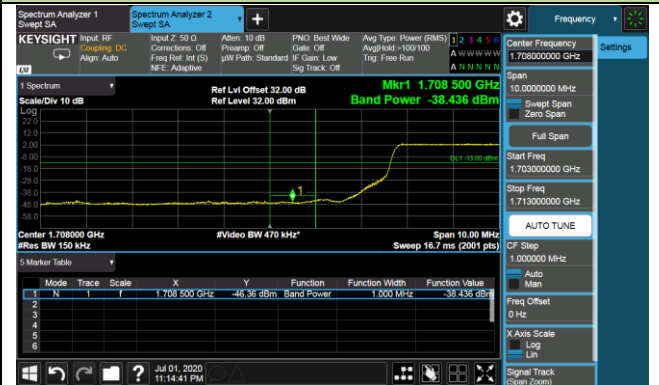 Spectrum Analyzer 1
Swept SA
Spectrum Analyzer 2
Swept SA
+
Frequency
KEYSIGHT
Input: RF
Coupling: DC
Align: Auto
Input Z: 50 Ω
Corrections: Off
Freq Ref: Int (S)
NFE: Adaptive
Atten: 10 dB
Preamp: Off
µW Path: Standard
PNO: Best Wide
Gate: Off
IF Gain: Low
Sig Track: Off
Avg Type: Power (RMS)
Avg|Hold:>100/100
Trig: Free Run
1 2 3 4 5 6
A W W W W W
A N N N N N
LXI
1 Spectrum
Scale/Div 10 dB
Ref Lvl Offset 32.00 dB
Ref Level 32.00 dBm
Mkr1 1.708 500 GHz
Band Power -38.436 dBm
Log
22.0
12.0
2.00
-8.00
-18.0
-28.0
-38.0
-48.0
-58.0
DL1 -13.00 dBm
1
Center 1.708000 GHz
#Res BW 150 kHz
#Video BW 470 kHz*
Span 10.00 MHz
Sweep 16.7 ms (2001 pts)
5 Marker Table
Mode Trace Scale X Y Function Function Width Function Value
1 N 1 f 1.708 500 GHz -46.36 dBm Band Power 1.000 MHz -38.436 dBm
2
3
4
5
6
Jul 01, 2020
11:14:41 PM
?
Center Frequency
1.708000000 GHz
Settings
Span
10.0000000 MHz
Swept Span
Zero Span
Full Span
Start Freq
1.703000000 GHz
Stop Freq
1.713000000 GHz
AUTO TUNE
CF Step
1.000000 MHz
Auto
Man
Freq Offset
0 Hz
X Axis Scale
Log
Lin
Signal Track
(Span Zoom)